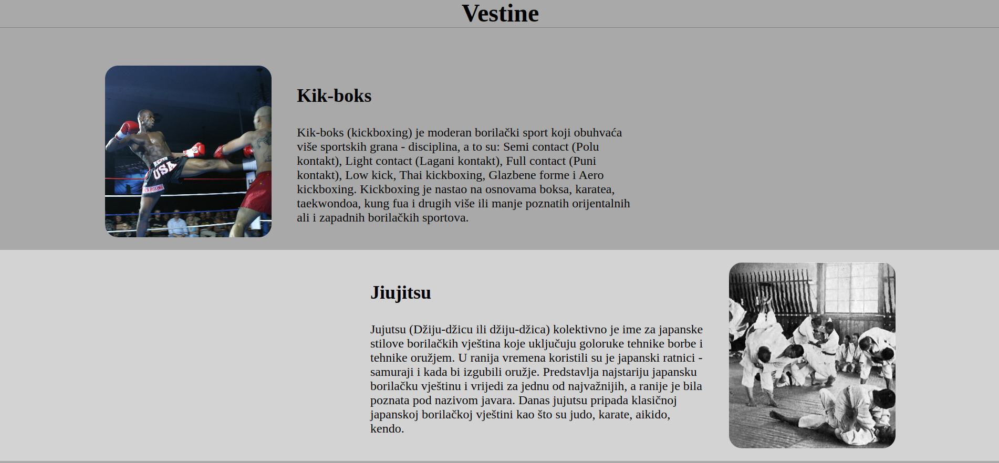 Vestine
Kik-boks
Kik-boks (kickboxing) je moderan borilački sport koji obuhvaća
više sportskih grana - disciplina, a to su: Semi contact (Polu
kontakt), Light contact (Lagani kontakt), Full contact (Puni
kontakt), Low kick, Thai kickboxing, Glazbene forme i Aero
kickboxing. Kickboxing je nastao na osnovama boksa, karatea,
taekwondoa, kung fua i drugih više ili manje poznatih orijentalnih
ali i zapadnih borilačkih sportova.
USA
Jiujitsu
Jujutsu (Džiju-džicu ili džiju-džica) kolektivno je ime za japanske
stilove borilačkih vještina koje uključuju goloruke tehnike borbe i
tehnike oružjem. U ranija vremena koristili su je japanski ratnici -
samuraji i kada bi izgubili oružje. Predstavlja najstariju japansku
borilačku vještinu i vrijedi za jednu od najvažnijih, a ranije je bila
poznata pod nazivom javara. Danas jujutsu pripada klasičnoj
japanskoj borilačkoj vještini kao što su judo, karate, aikido,
kendo.